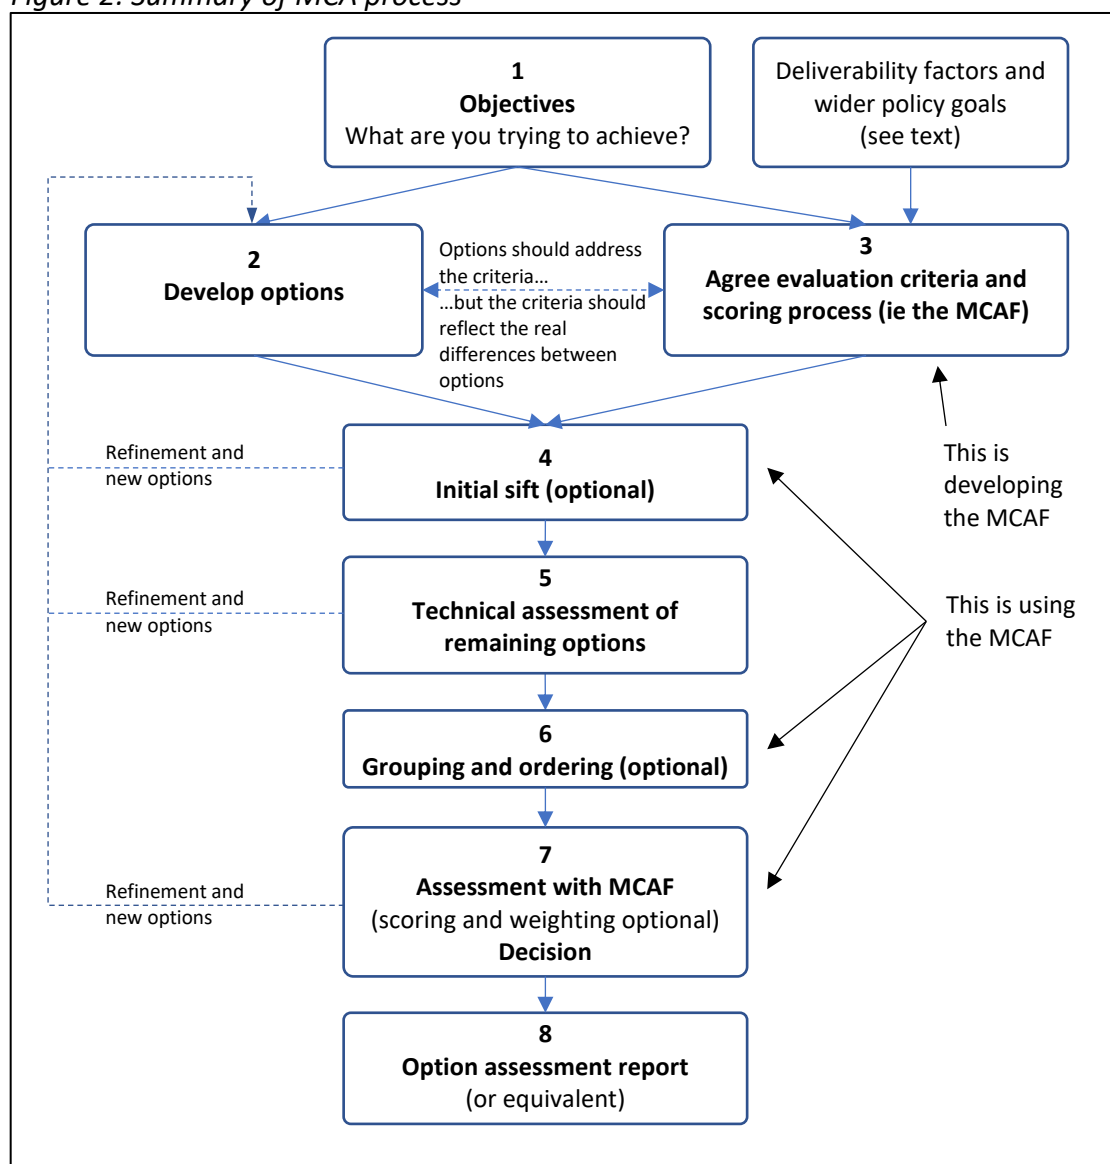 Figure 2: Summary of MCA process
1
Objectives
What are you trying to achieve?
Deliverability factors and
wider policy goals
(see text)
2
Develop options
Options should address
the criteria...
...but the criteria should
reflect the real
differences between
options
3
Agree evaluation criteria and
scoring process (ie the MCAF)
Refinement and
new options
4
Initial sift (optional)
This is
developing
the MCAF
Refinement and
new options
5
Technical assessment of
remaining options
This is using
the MCAF
6
Grouping and ordering (optional)
Refinement and
new options
7
Assessment with MCAF
(scoring and weighting optional)
Decision
8
Option assessment report
(or equivalent)